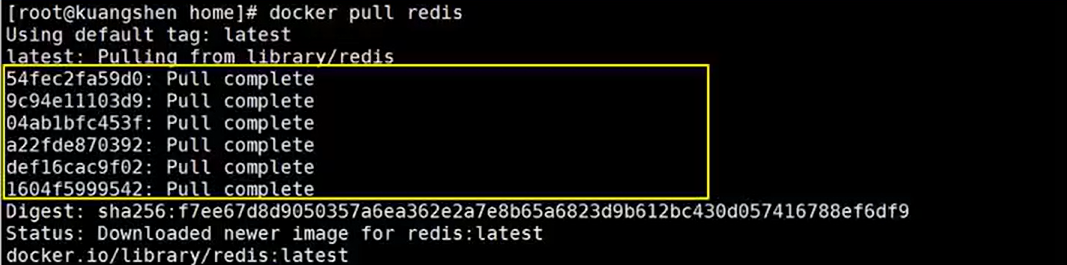 [root@kuangshen home]# docker pull redis
Using default tag: latest
latest: Pulling from library/redis
54fec2fa59d0: Pull complete
9c94e11103d9: Pull complete
04ab1bfc453f: Pull complete
a22fde870392: Pull complete
def16cac9f02: Pull complete
1604f5999542: Pull complete
Digest: sha256:f7ee67d8d9050357a6ea362e2a7e8b65a6823d9b612bc430d057416788ef6df9
Status: Downloaded newer image for redis:latest
docker.io/library/redis:latest